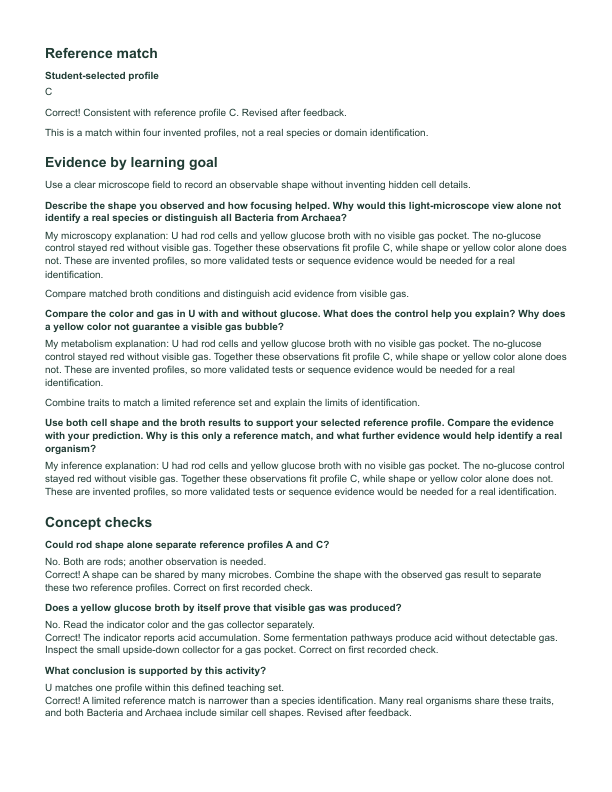 Reference match
Student-selected profile
C
Correct! Consistent with reference profile C. Revised after feedback.
This is a match within four invented profiles, not a real species or domain identification.
Evidence by learning goal
Use a clear microscope field to record an observable shape without inventing hidden cell details.
Describe the shape you observed and how focusing helped. Why would this light-microscope view alone not
identify a real species or distinguish all Bacteria from Archaea?
My microscopy explanation: U had rod cells and yellow glucose broth with no visible gas pocket. The no-glucose
control stayed red without visible gas. Together these observations fit profile C, while shape or yellow color alone does
not. These are invented profiles, so more validated tests or sequence evidence would be needed for a real
identification.
Compare matched broth conditions and distinguish acid evidence from visible gas.
Compare the color and gas in U with and without glucose. What does the control help you explain? Why does
a yellow color not guarantee a visible gas bubble?
My metabolism explanation: U had rod cells and yellow glucose broth with no visible gas pocket. The no-glucose
control stayed red without visible gas. Together these observations fit profile C, while shape or yellow color alone does
not. These are invented profiles, so more validated tests or sequence evidence would be needed for a real
identification.
Combine traits to match a limited reference set and explain the limits of identification.
Use both cell shape and the broth results to support your selected reference profile. Compare the evidence
with your prediction. Why is this only a reference match, and what further evidence would help identify a real
organism?
My inference explanation: U had rod cells and yellow glucose broth with no visible gas pocket. The no-glucose control
stayed red without visible gas. Together these observations fit profile C, while shape or yellow color alone does not.
These are invented profiles, so more validated tests or sequence evidence would be needed for a real identification.
Concept checks
Could rod shape alone separate reference profiles A and C?
No. Both are rods; another observation is needed.
Correct! A shape can be shared by many microbes. Combine the shape with the observed gas result to separate
these two reference profiles. Correct on first recorded check.
Does a yellow glucose broth by itself prove that visible gas was produced?
No. Read the indicator color and the gas collector separately.
Correct! The indicator reports acid accumulation. Some fermentation pathways produce acid without detectable gas.
Inspect the small upside-down collector for a gas pocket. Correct on first recorded check.
What conclusion is supported by this activity?
U matches one profile within this defined teaching set.
Correct! A limited reference match is narrower than a species identification. Many real organisms share these traits,
and both Bacteria and Archaea include similar cell shapes. Revised after feedback.